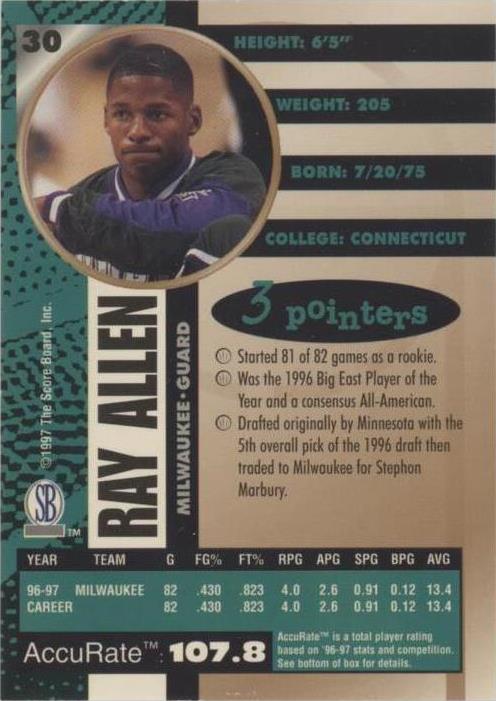 30
HEIGHT: 6'5"
WEIGHT: 205
BORN: 7/20/75
COLLEGE: CONNECTICUT
RAY ALLEN
MILWAUKEE•GUARD
©1997 The Score Board, Inc.
SB
TM
3 pointers
Started 81 of 82 games as a rookie.
Was the 1996 Big East Player of the
Year and a consensus All-American.
Drafted originally by Minnesota with the
5th overall pick of the 1996 draft then
traded to Milwaukee for Stephon
Marbury.
YEAR TEAM G FG% FT% RPG APG SPG BPG AVG
96-97 MILWAUKEE 82 .430 .823 4.0 2.6 0.91 0.12 13.4
CAREER 82 .430 .823 4.0 2.6 0.91 0.12 13.4
AccuRate™: 107.8
AccuRate™ is a total player rating
based on '96-97 stats and competition.
See bottom of box for details.